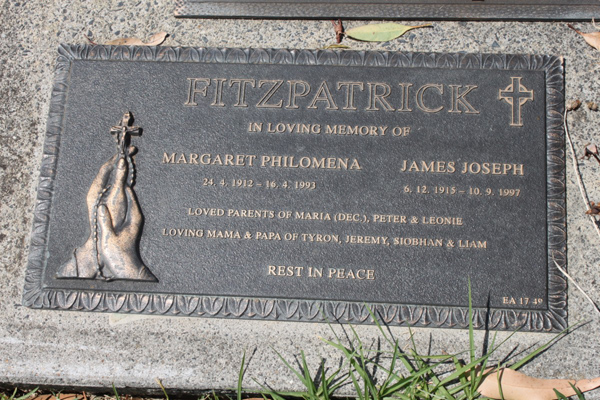 FITZPATRICK
IN LOVING MEMORY OF
MARGARET PHILOMENA JAMES JOSEPH
24. 4. 1912 – 16. 4. 1993 6. 12. 1915 – 10. 9. 1997
LOVED PARENTS OF MARIA (DEC.), PETER & LEONIE
LOVING MAMA & PAPA OF TYRON, JEREMY, SIOBHAN & LIAM
REST IN PEACE
EA 17 49